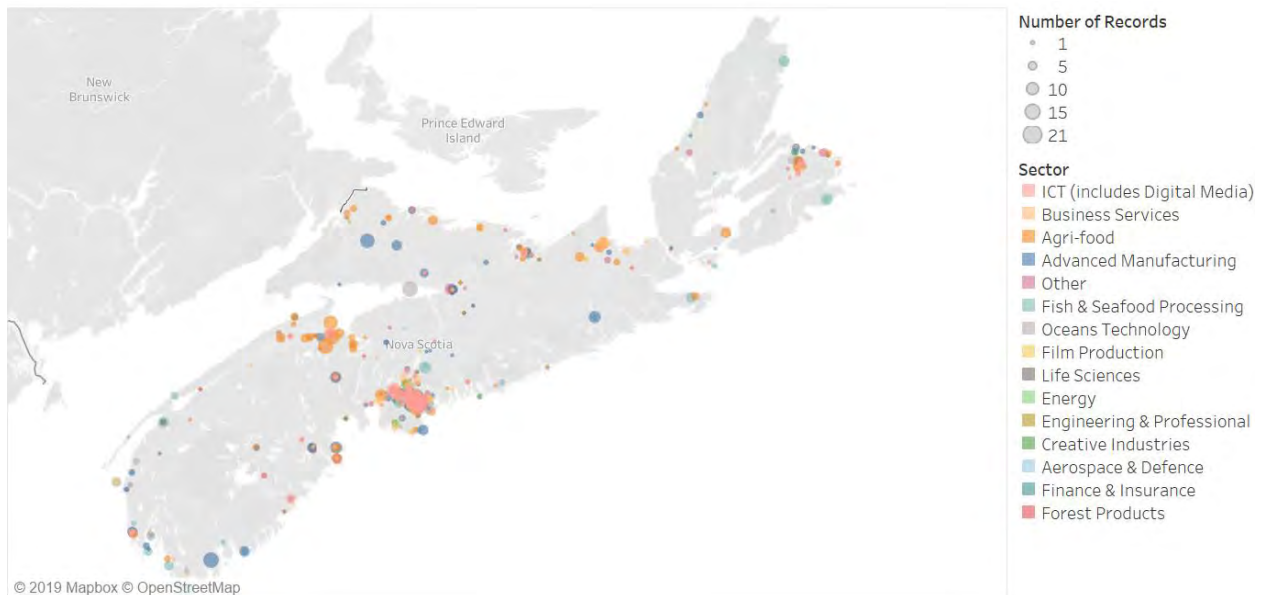 New
Brunswick
Prince Edward
Island
Nova Scotia
© 2019 Mapbox © OpenStreetMap
Number of Records
1
5
10
15
21
Sector
ICT (includes Digital Media)
Business Services
Agri-food
Advanced Manufacturing
Other
Fish & Seafood Processing
Oceans Technology
Film Production
Life Sciences
Energy
Engineering & Professional
Creative Industries
Aerospace & Defence
Finance & Insurance
Forest Products